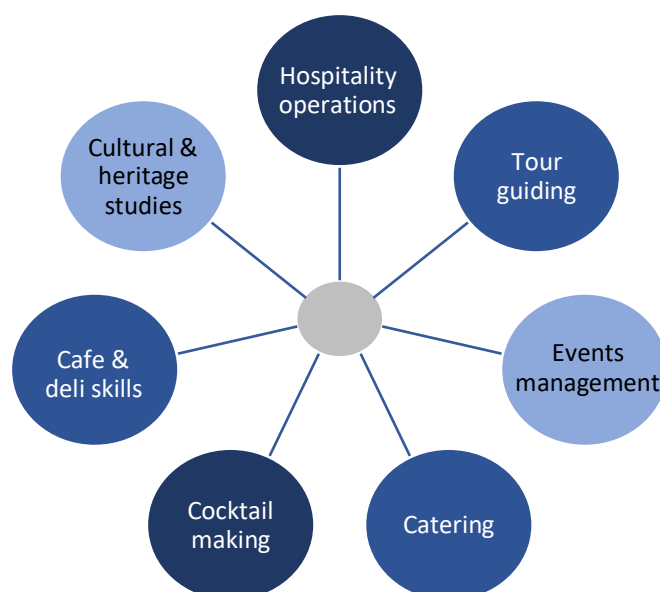 Hospitality
operations
Tour
guiding
Events
management
Catering
Cocktail
making
Cafe &
deli skills
Cultural &
heritage
studies